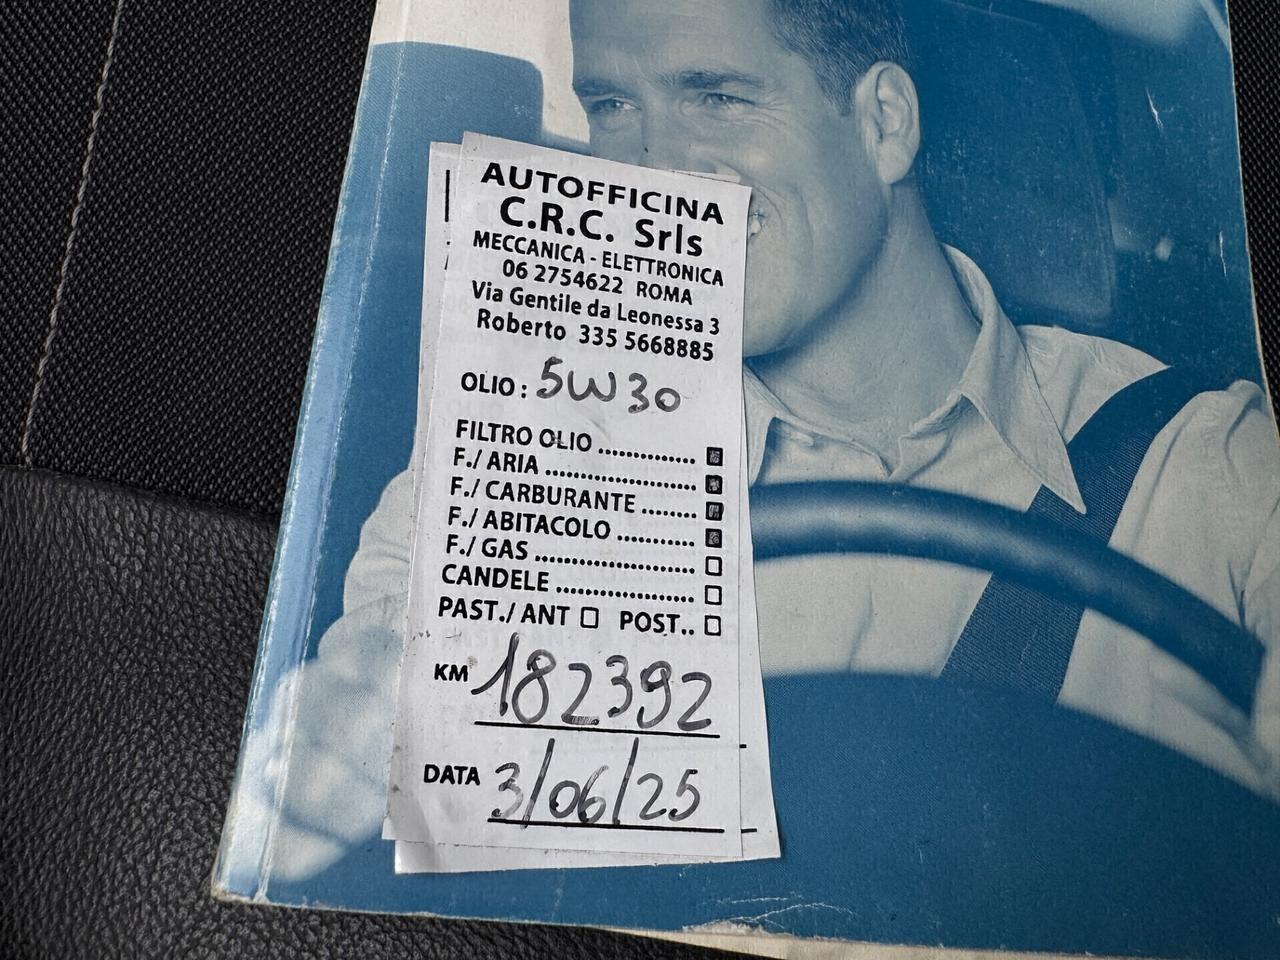 AUTOFFICINA
C.R.C. Srls
MECCANICA - ELETTRONICA
06 2754622 ROMA
Via Gentile da Leonessa 3
Roberto 335 5668885
OLIO: 5W30
FILTRO OLIO ..............
F./ARIA ......................
F./CARBURANTE ........
F./ABITACOLO ...........
F./GAS .......................
CANDELE ....................
PAST./ANT □ POST.. □
KM 182392
DATA 3/06/25